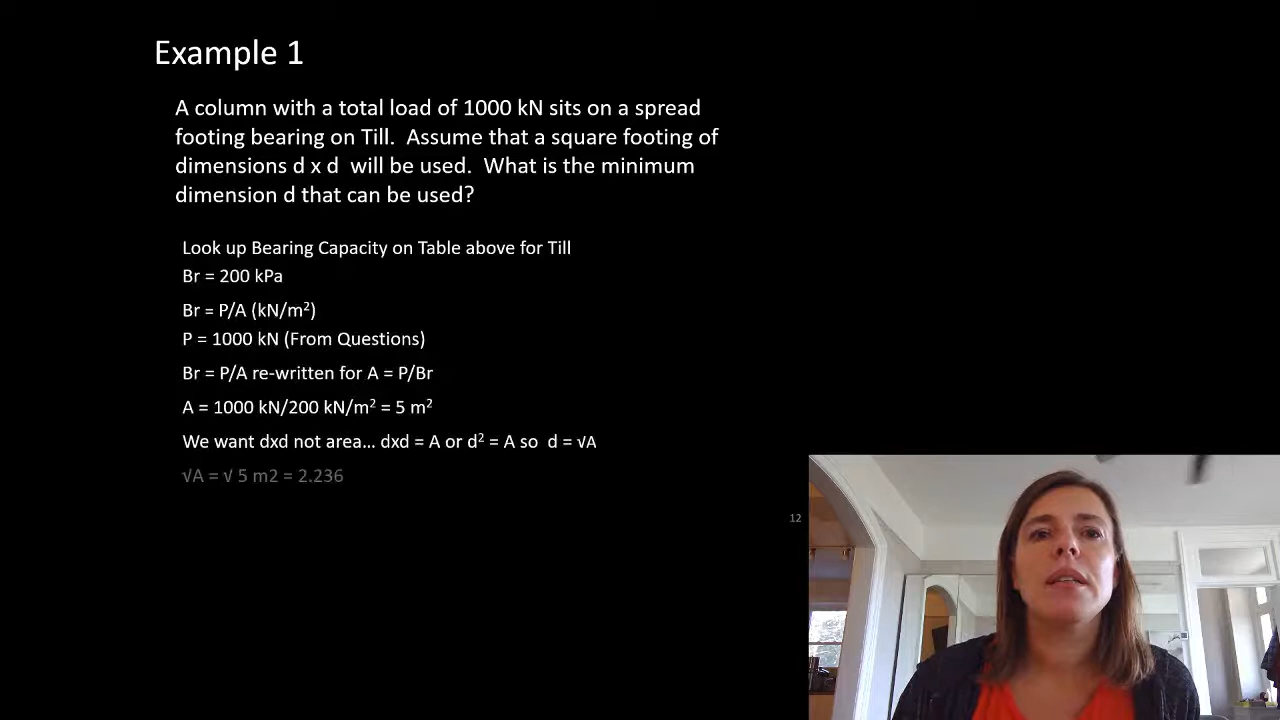 Example 1
A column with a total load of 1000 kN sits on a spread
footing bearing on Till. Assume that a square footing of
dimensions d x d will be used. What is the minimum
dimension d that can be used?
Look up Bearing Capacity on Table above for Till
Br = 200 kPa
Br = P/A (kN/m²)
P = 1000 kN (From Questions)
Br = P/A re-written for A = P/Br
A = 1000 kN/200 kN/m² = 5 m²
We want dxd not area... dxd = A or d² = A so d = √A
√A = √ 5 m2 = 2.236
12